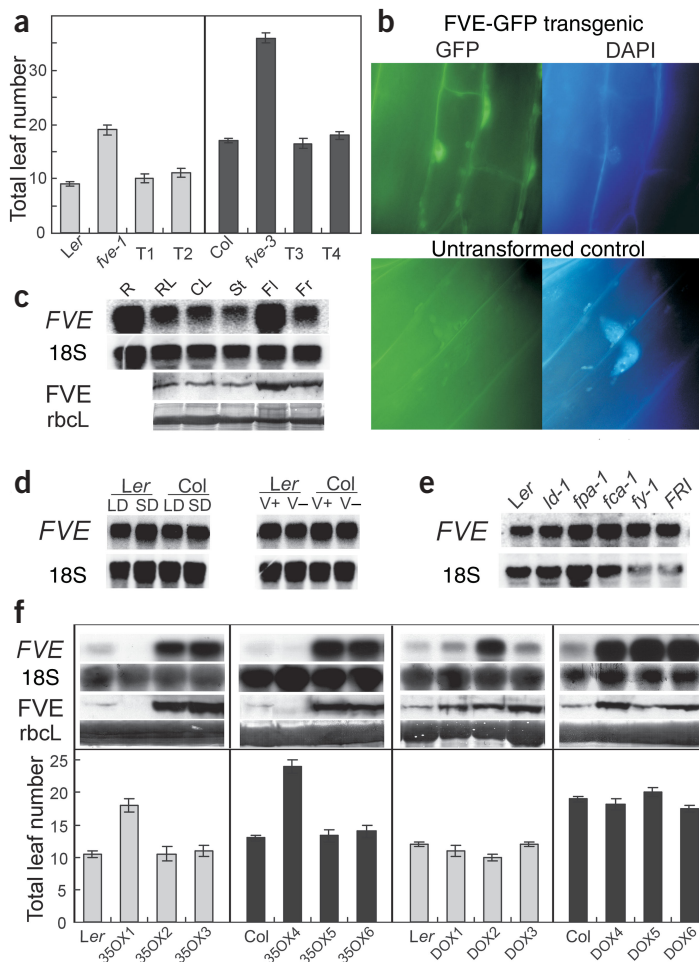 a
Total leaf number
30
20
10
0
Ler
fve-1
T1
T2
Col
fve-3
T3
T4
b
FVE-GFP transgenic
GFP
DAPI
Untransformed control
c
R RL CL St Fl Fr
FVE
18S
FVE
rbcL
d
Ler Col
LD SD LD SD
FVE
18S
Ler Col
V+ V– V+ V–
e
Ler ld-1 fpa-1 fca-1 fy-1 FRI
FVE
18S
f
FVE
18S
FVE
rbcL
Total leaf number
25
20
15
10
5
0
Ler
35OX1
35OX2
35OX3
Col
35OX4
35OX5
35OX6
Ler
DOX1
DOX2
DOX3
Col
DOX4
DOX5
DOX6